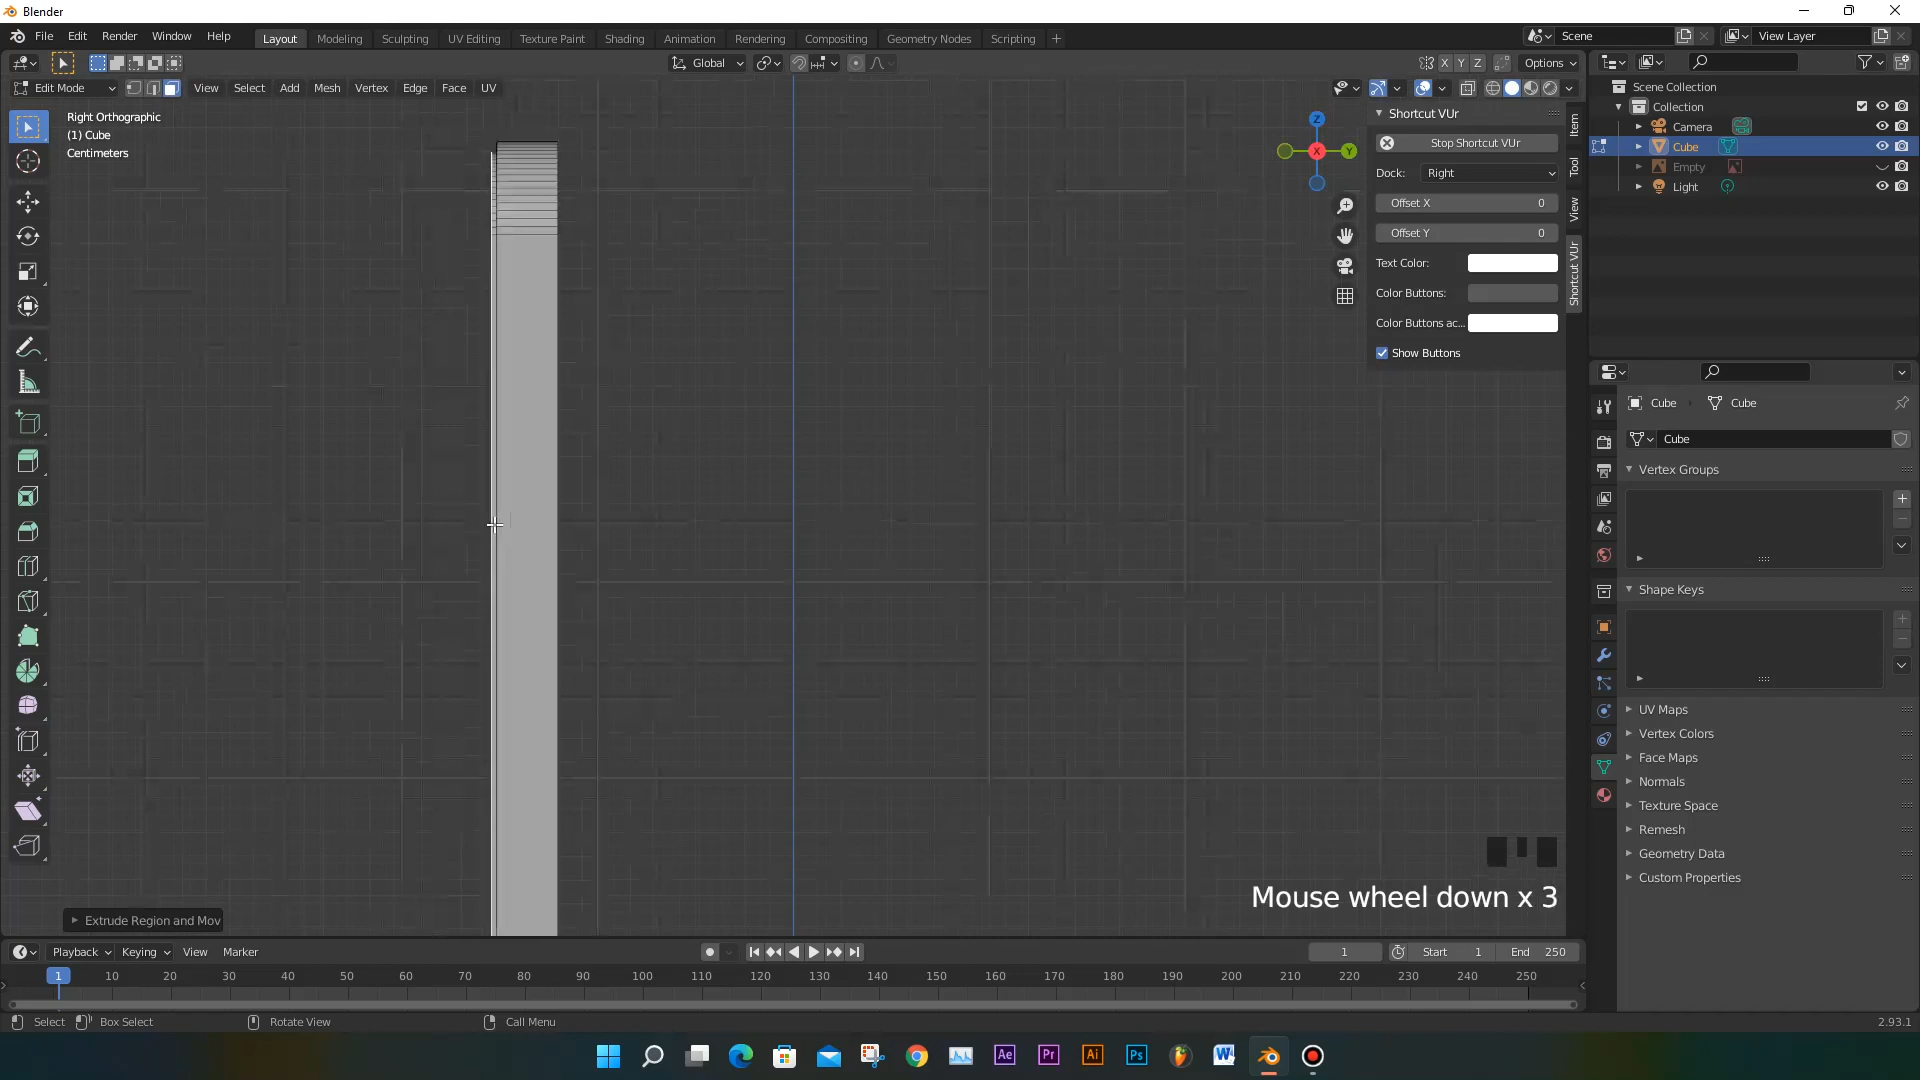 Blender
File Edit Render Window Help
Layout Modeling Sculpting UV Editing Texture Paint Shading Animation Rendering Compositing Geometry Nodes Scripting +
Scene
View Layer
Global
X Y Z
Options
Edit Mode
View Select Add Mesh Vertex Edge Face UV
Right Orthographic
(1) Cube
Centimeters
Z
X
Y
Shortcut VUr
Stop Shortcut VUr
Dock: Right
Offset X 0
Offset Y 0
Text Color:
Color Buttons:
Color Buttons ac...
Show Buttons
Item
Tool
View
Shortcut VUr
Scene Collection
Collection
Camera
Cube
Empty
Light
Cube Cube
Cube
Vertex Groups
Shape Keys
UV Maps
Vertex Colors
Face Maps
Normals
Texture Space
Remesh
Geometry Data
Custom Properties
Mouse wheel down x 3
Extrude Region and Mov
Playback Keying View Marker
1
Start 1
End 250
1 10 20 30 40 50 60 70 80 90 100 110 120 130 140 150 160 170 180 190 200 210 220 230 240 250
Select
Box Select
Rotate View
Call Menu
2.93.1
Ae Pr Ai Ps W